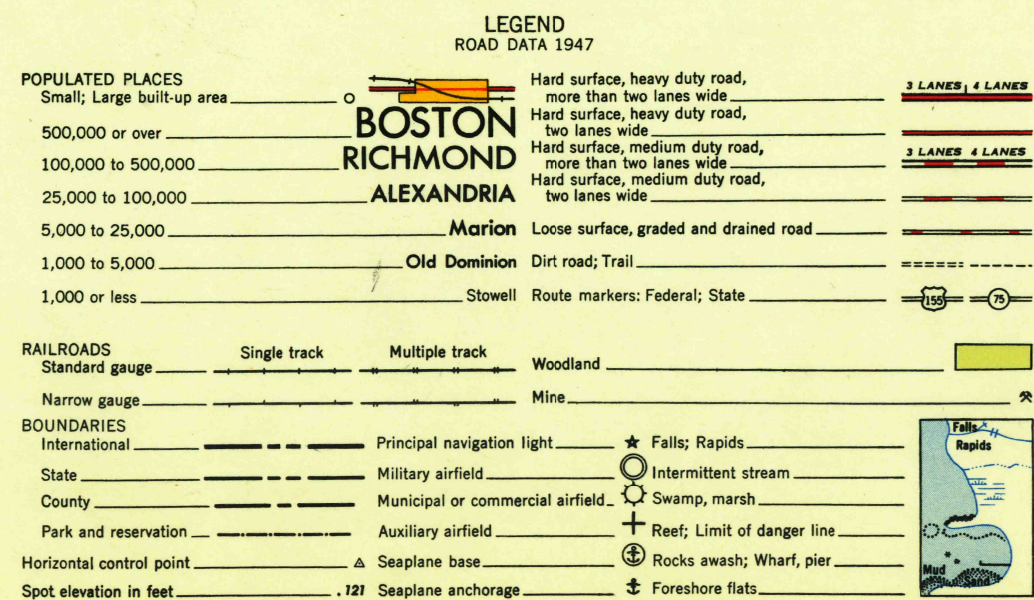 LEGEND
ROAD DATA 1947
POPULATED PLACES
Small; Large built-up area
500,000 or over BOSTON
100,000 to 500,000 RICHMOND
25,000 to 100,000 ALEXANDRIA
5,000 to 25,000 Marion
1,000 to 5,000 Old Dominion
1,000 or less Stowell
Hard surface, heavy duty road,
more than two lanes wide 3 LANES 4 LANES
Hard surface, heavy duty road,
two lanes wide
Hard surface, medium duty road,
more than two lanes wide 3 LANES 4 LANES
Hard surface, medium duty road,
two lanes wide
Loose surface, graded and drained road
Dirt road; Trail
Route markers: Federal; State 155 75
RAILROADS Single track Multiple track
Standard gauge
Narrow gauge
Woodland
Mine
BOUNDARIES
International
State
County
Park and reservation
Horizontal control point
Spot elevation in feet .121
Principal navigation light
Military airfield
Municipal or commercial airfield
Auxiliary airfield
Seaplane base
Seaplane anchorage
Falls; Rapids
Intermittent stream
Swamp, marsh
Reef; Limit of danger line
Rocks awash; Wharf, pier
Foreshore flats
Falls
Rapids
Mud
Sand